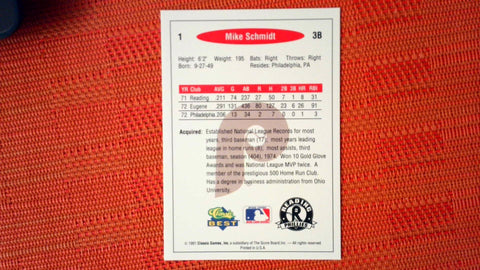 1 Mike Schmidt 3B
Height: 6'2" Weight: 195 Bats: Right Throws: Right
Born: 9-27-49 Resides: Philadelphia, PA
YR Club AVG G AB R H 2B 3B HR RBI
71 Reading .211 74 237 27 50 7 1 8 31
72 Eugene .291 131 436 80 127 23 6 26 91
72 Philadelphia .206 13 34 2 7 0 0 1 3
Acquired: Established National League Records for most
years, third baseman (17); most years leading
league in home runs (8); most assists, third
baseman, season (404), 1974. Won 10 Gold Glove
Awards and was National League MVP twice. A
member of the prestigious 500 Home Run Club.
Has a degree in business administration from Ohio
University.
Classic
BEST
READING
R
PHILLIES
© 1991 Classic Games, Inc. a subsidiary of The Score Board Inc. — All rights reserved
Printed in U.S.A.